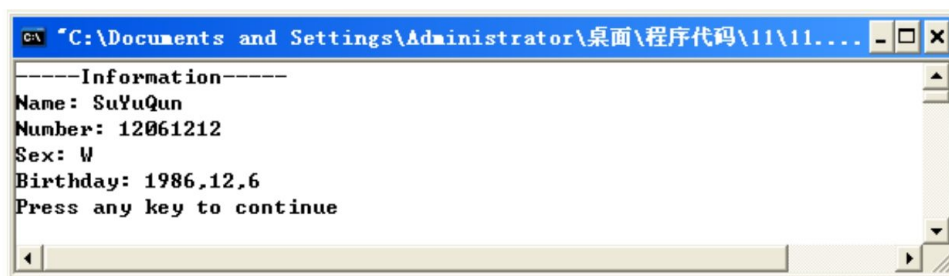 "C:\Documents and Settings\Administrator\桌面\程序代码\11\11....
-----Information-----
Name: SuYuQun
Number: 12061212
Sex: W
Birthday: 1986,12,6
Press any key to continue